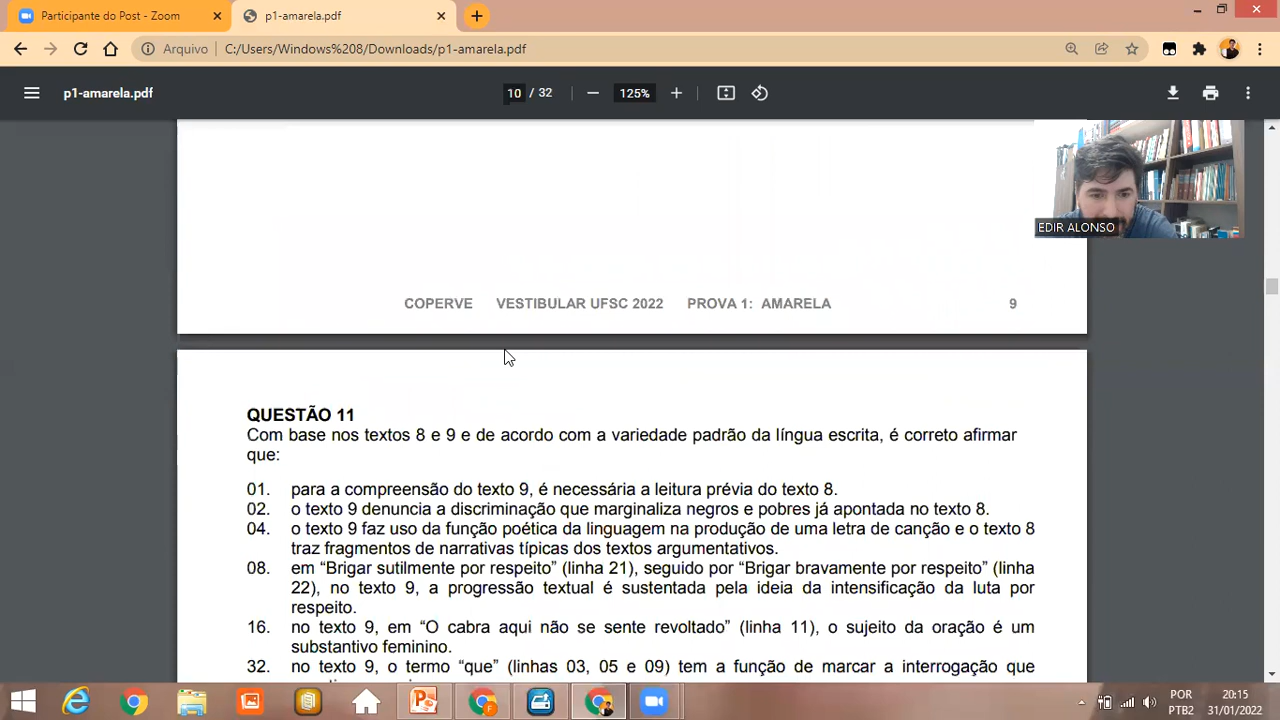 Participante do Post - Zoom
p1-amarela.pdf
Arquivo
C:/Users/Windows%208/Downloads/p1-amarela.pdf
p1-amarela.pdf
10 / 32
125%
EDIR ALONSO
COPERVE VESTIBULAR UFSC 2022 PROVA 1: AMARELA 9
QUESTÃO 11
Com base nos textos 8 e 9 e de acordo com a variedade padrão da língua escrita, é correto afirmar
que:
01. para a compreensão do texto 9, é necessária a leitura prévia do texto 8.
02. o texto 9 denuncia a discriminação que marginaliza negros e pobres já apontada no texto 8.
04. o texto 9 faz uso da função poética da linguagem na produção de uma letra de canção e o texto 8
traz fragmentos de narrativas típicas dos textos argumentativos.
08. em “Brigar sutilmente por respeito” (linha 21), seguido por “Brigar bravamente por respeito” (linha
22), no texto 9, a progressão textual é sustentada pela ideia da intensificação da luta por
respeito.
16. no texto 9, em “O cabra aqui não se sente revoltado” (linha 11), o sujeito da oração é um
substantivo feminino.
32. no texto 9, o termo “que” (linhas 03, 05 e 09) tem a função de marcar a interrogação que
POR
PTB2
20:15
31/01/2022